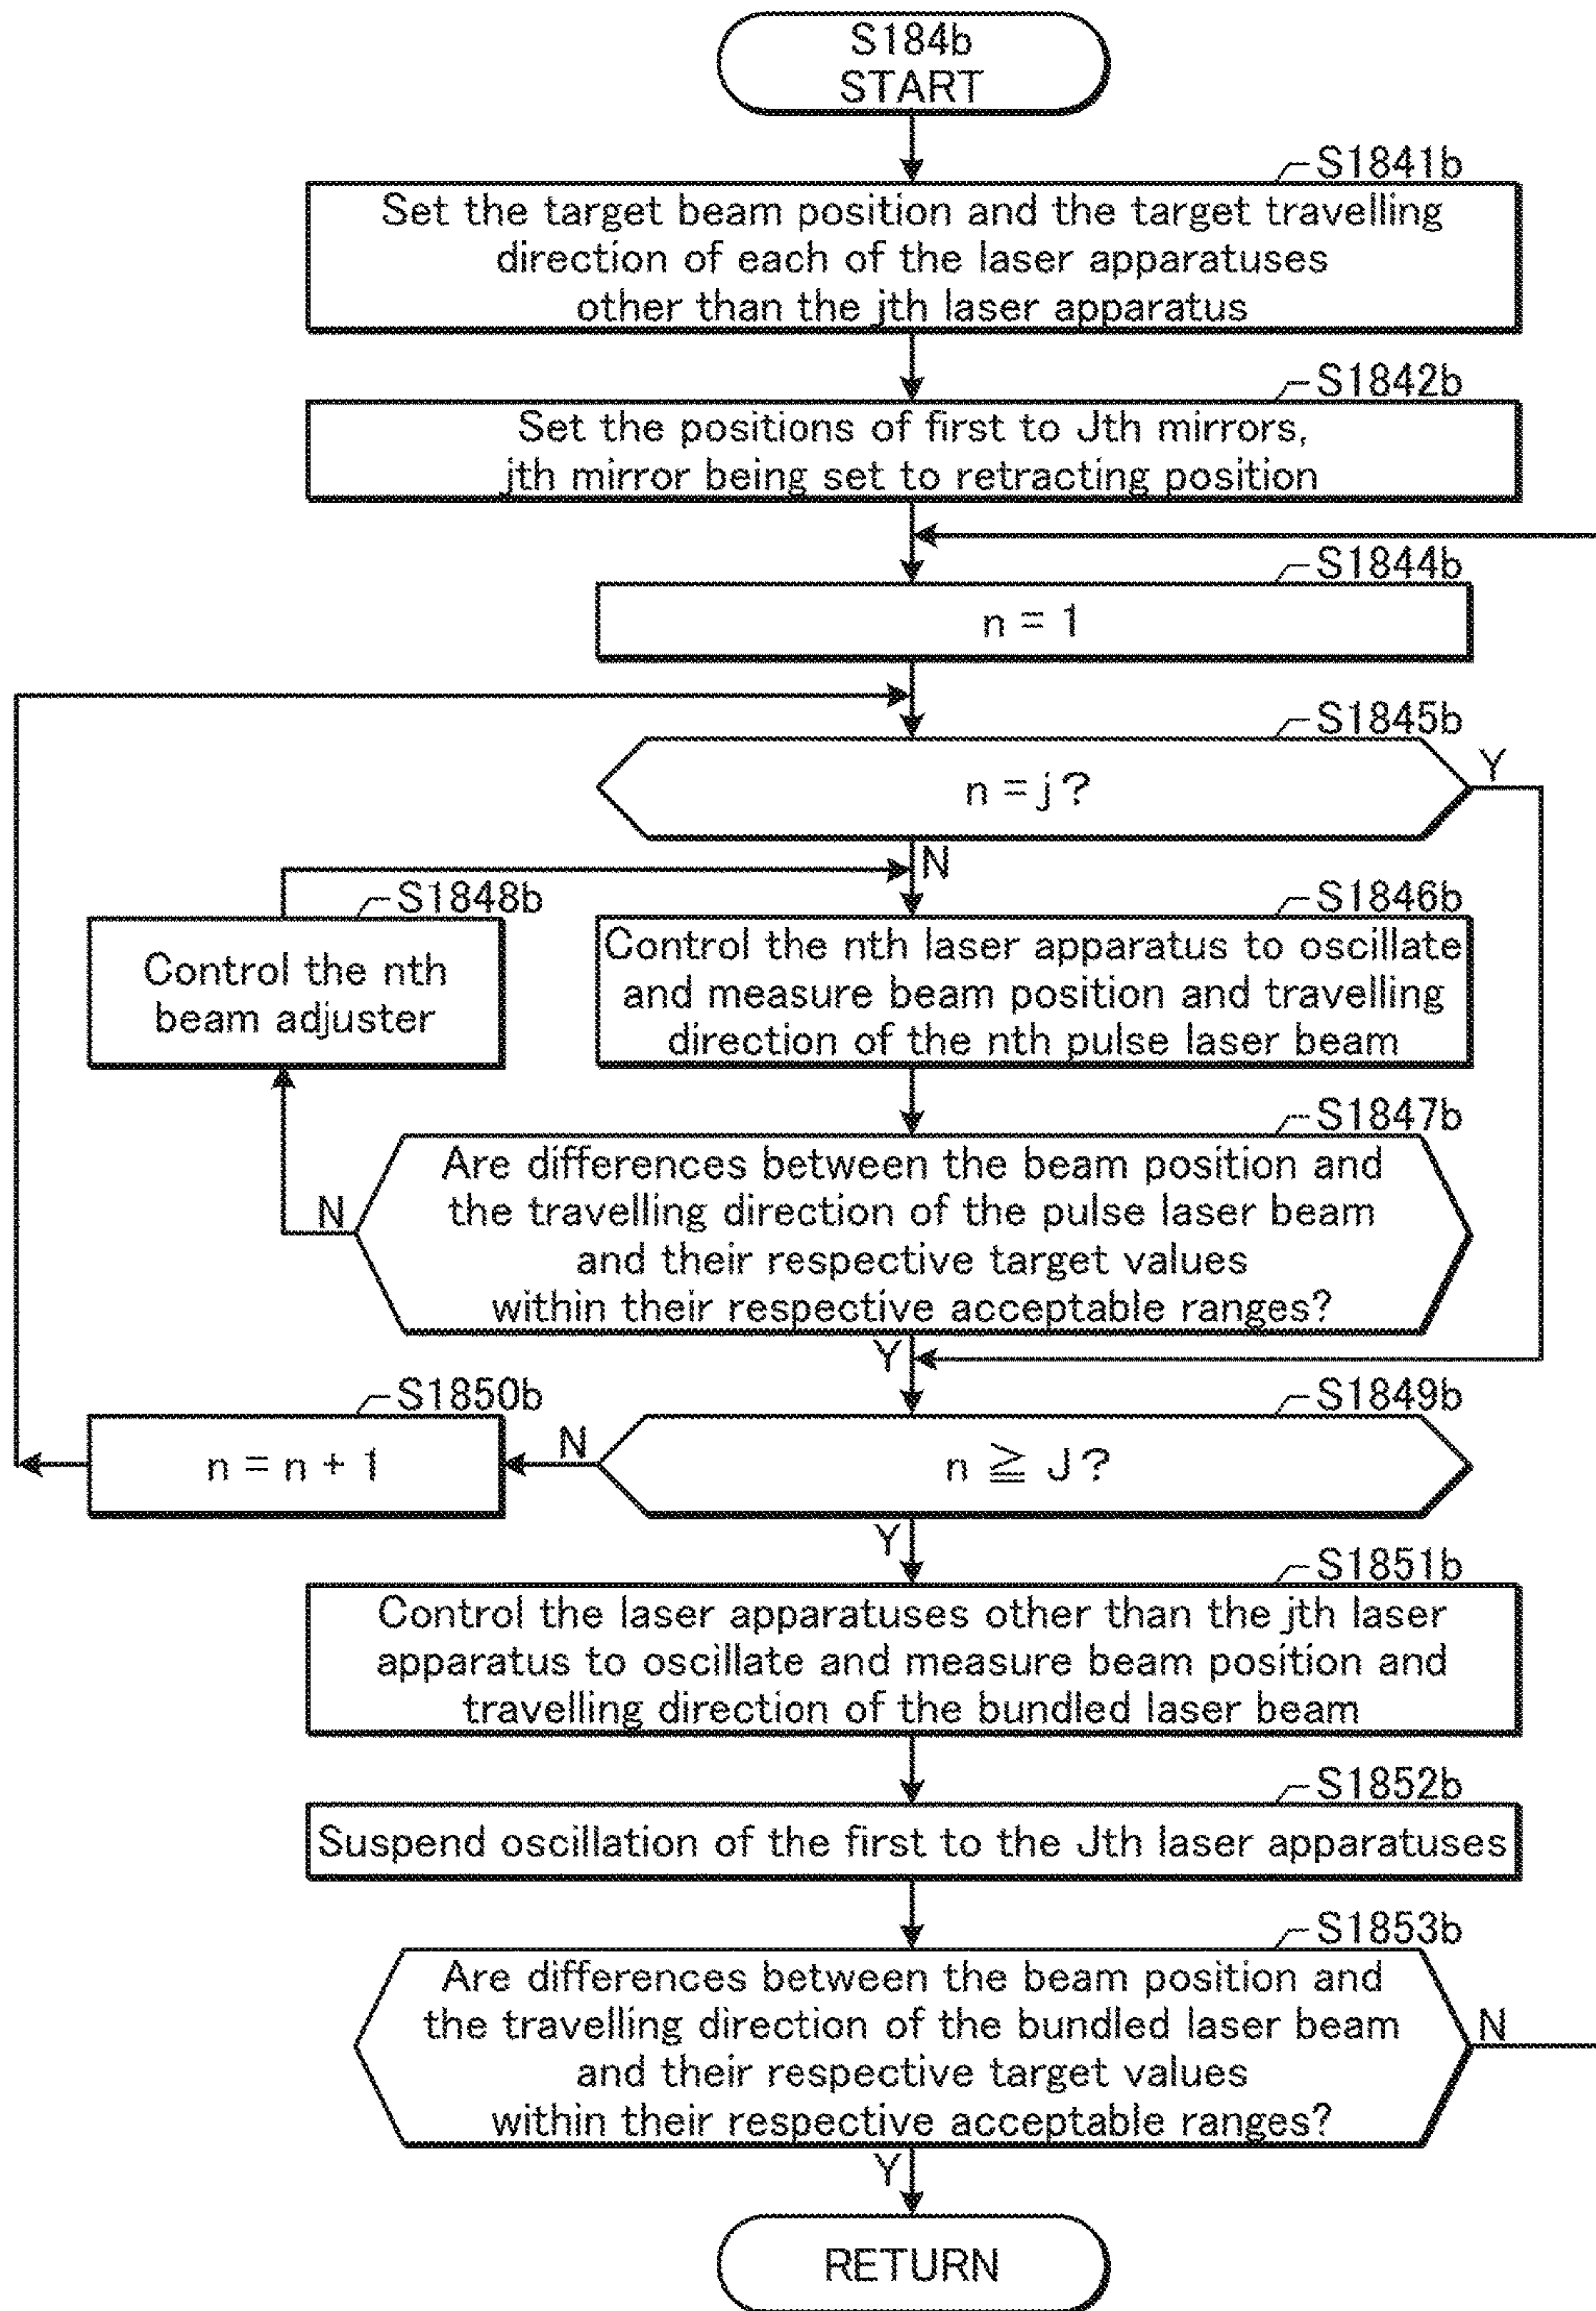 S184b
START
S1841b
Set the target beam position and the target travelling
direction of each of the laser apparatuses
other than the jth laser apparatus
S1842b
Set the positions of first to Jth mirrors,
jth mirror being set to retracting position
S1844b
n = 1
S1845b
n = j ?
Y
N
S1848b
Control the nth
beam adjuster
S1846b
Control the nth laser apparatus to oscillate
and measure beam position and travelling
direction of the nth pulse laser beam
S1847b
Are differences between the beam position and
the travelling direction of the pulse laser beam
and their respective target values
within their respective acceptable ranges?
N
Y
S1850b
n = n + 1
N
S1849b
n ≧ J ?
Y
S1851b
Control the laser apparatuses other than the jth laser
apparatus to oscillate and measure beam position and
travelling direction of the bundled laser beam
S1852b
Suspend oscillation of the first to the Jth laser apparatuses
S1853b
Are differences between the beam position and
the travelling direction of the bundled laser beam
and their respective target values
within their respective acceptable ranges?
N
Y
RETURN